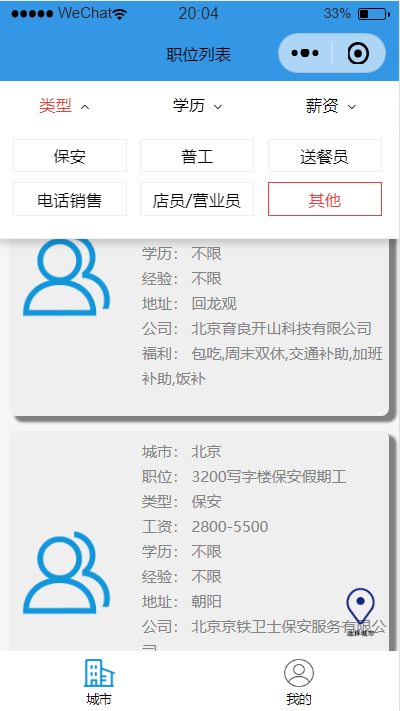 WeChat 20:04 33%
职位列表
类型 学历 薪资
保安 普工 送餐员
电话销售 店员/营业员 其他
学历： 不限
经验： 不限
地址： 回龙观
公司： 北京育良开山科技有限公司
福利： 包吃,周末双休,交通补助,加班
补助,饭补
城市： 北京
职位： 3200写字楼保安假期工
类型： 保安
工资： 2800-5500
学历： 不限
经验： 不限
地址： 朝阳
公司： 北京京铁卫士保安服务有限公
选择城市
城市 我的